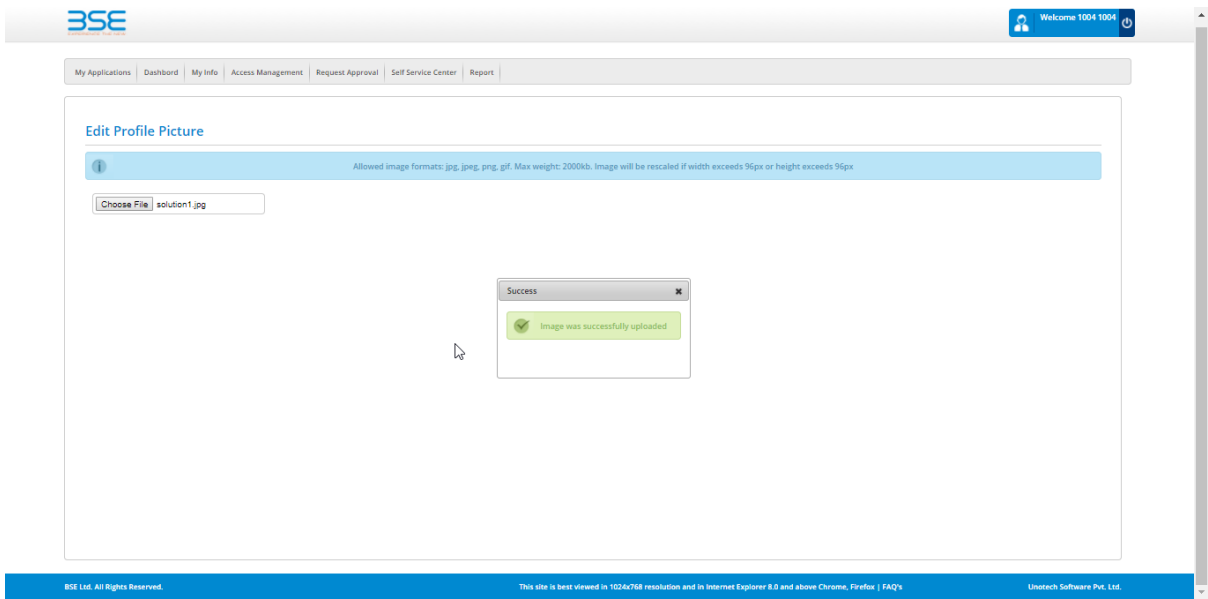 BSE
Welcome 1004 1004
My Applications Dashbord My Info Access Management Request Approval Self Service Center Report
Edit Profile Picture
Allowed image formats: jpg, jpeg, png, gif. Max weight: 2000kb. Image will be rescaled if width exceeds 96px or height exceeds 96px
Choose File solution1.jpg
Success
Image was successfully uploaded
BSE Ltd. All Rights Reserved. This site is best viewed in 1024x768 resolution and in Internet Explorer 8.0 and above Chrome, Firefox | FAQ's Unotech Software Pvt. Ltd.